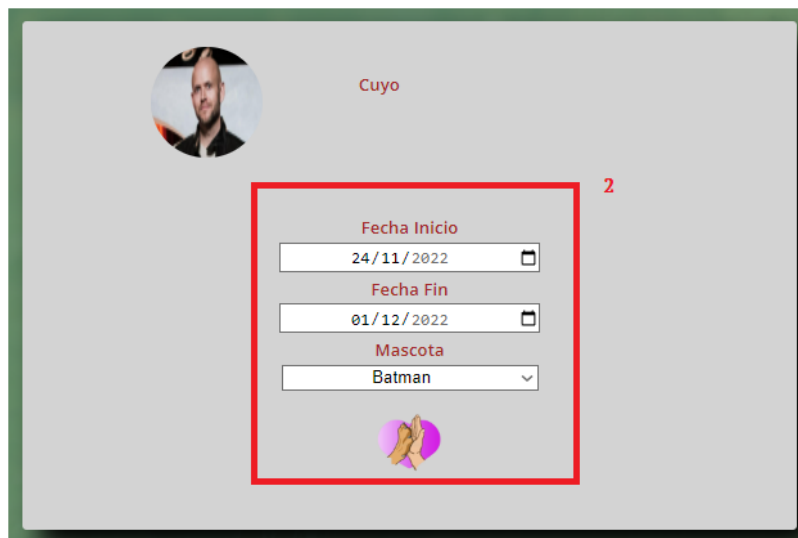 Cuyo
2
Fecha Inicio
24/11/2022
Fecha Fin
01/12/2022
Mascota
Batman